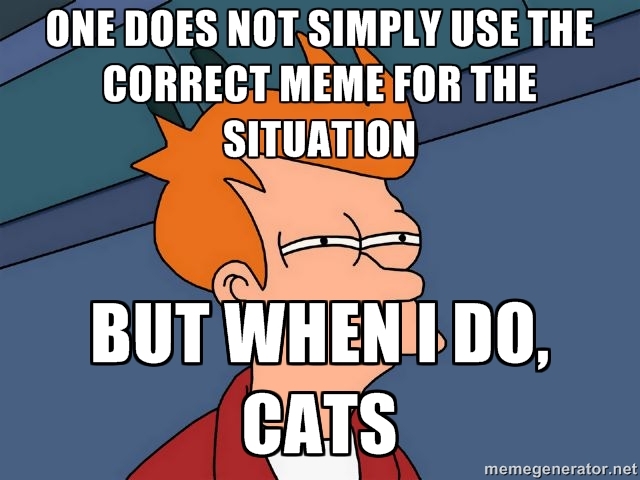 ONE DOES NOT SIMPLY USE THE
CORRECT MEME FOR THE
SITUATION
BUT WHEN I DO,
CATS
memegenerator.net